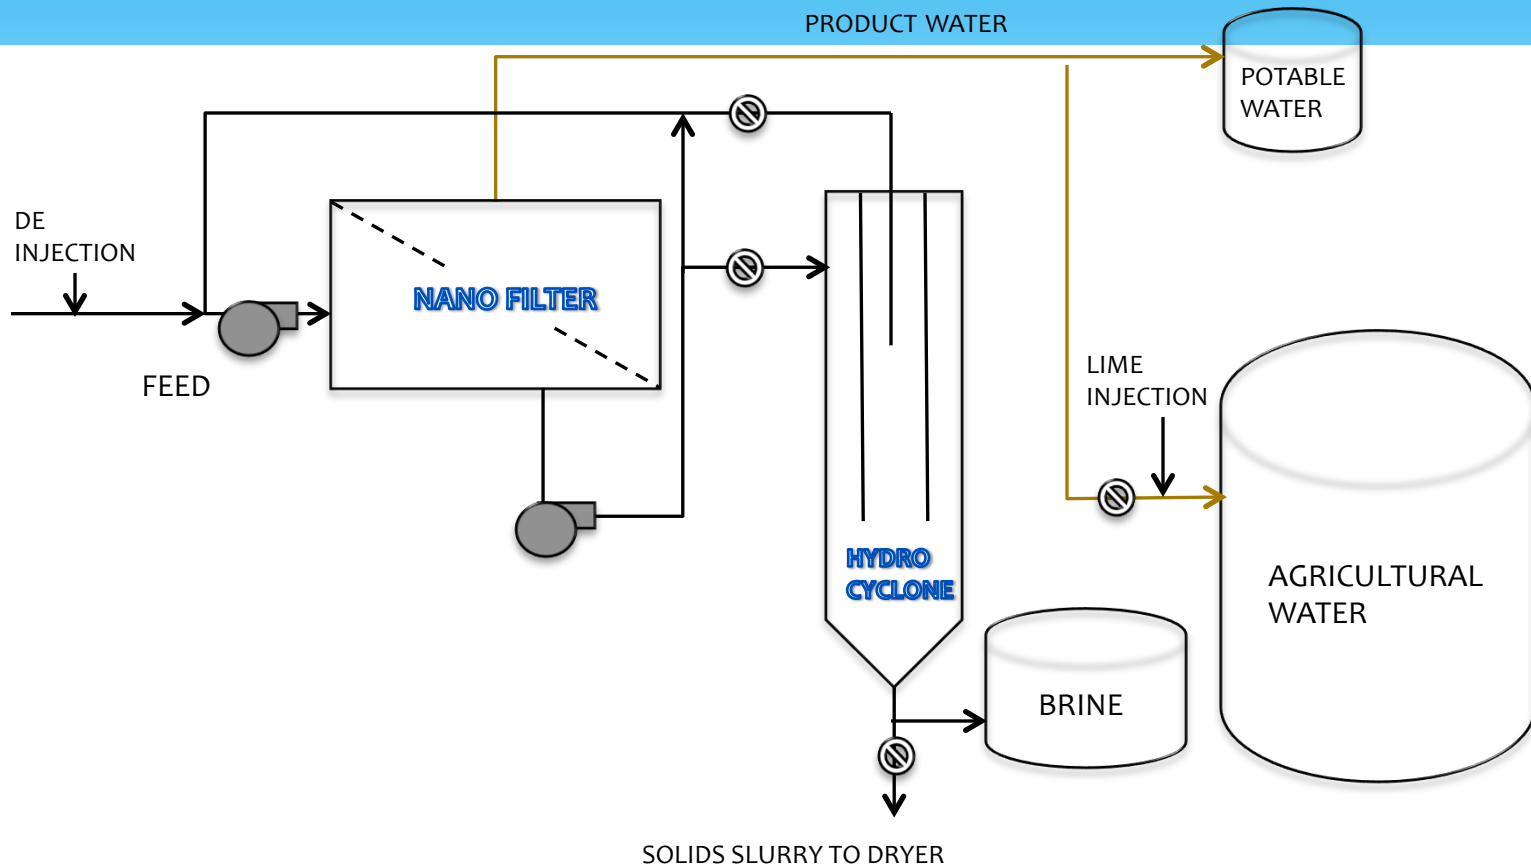 PRODUCT WATER
POTABLE
WATER
DE
INJECTION
NANO FILTER
FEED
LIME
INJECTION
HYDRO
CYCLONE
AGRICULTURAL
WATER
BRINE
SOLIDS SLURRY TO DRYER